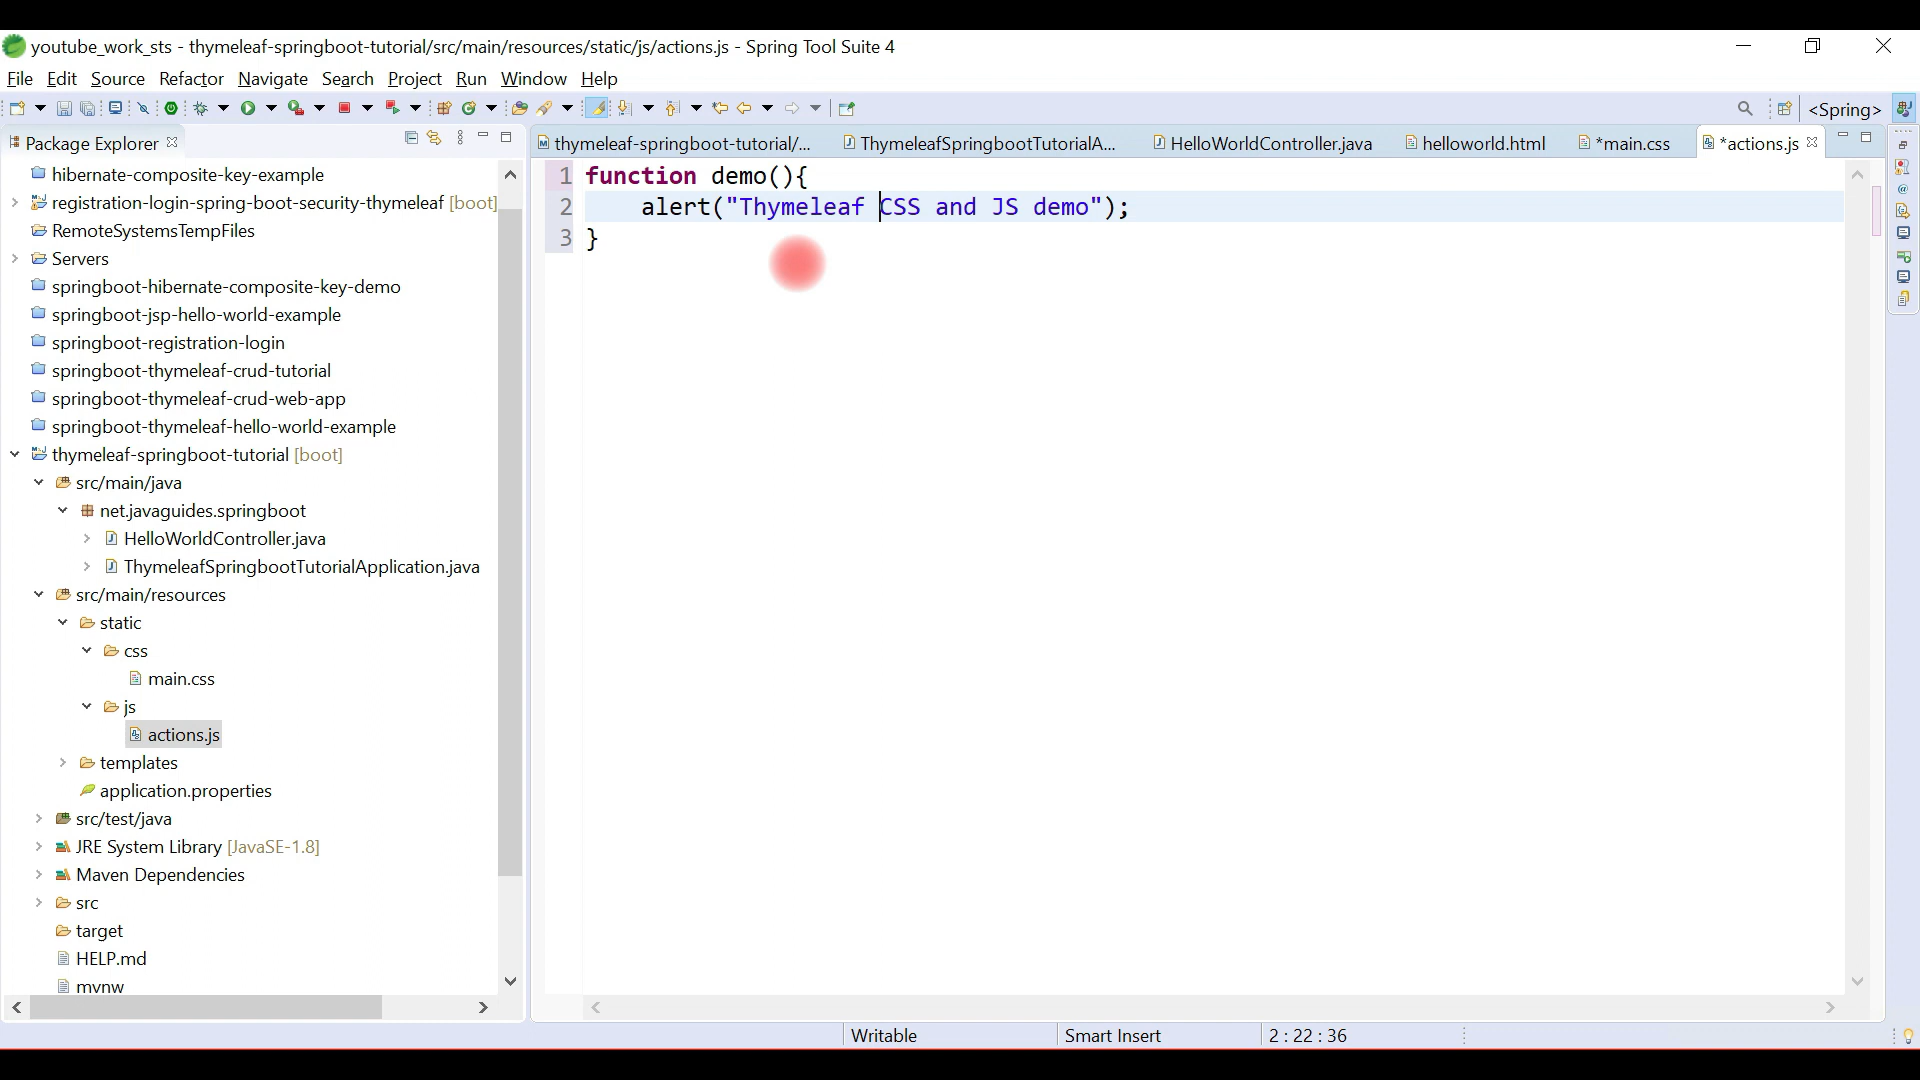 youtube_work_sts - thymeleaf-springboot-tutorial/src/main/resources/static/js/actions.js - Spring Tool Suite 4
File Edit Source Refactor Navigate Search Project Run Window Help
<Spring>
Package Explorer
thymeleaf-springboot-tutorial/... ThymeleafSpringbootTutorialA... HelloWorldController.java helloworld.html *main.css *actions.js
hibernate-composite-key-example
registration-login-spring-boot-security-thymeleaf [boot]
RemoteSystemsTempFiles
Servers
springboot-hibernate-composite-key-demo
springboot-jsp-hello-world-example
springboot-registration-login
springboot-thymeleaf-crud-tutorial
springboot-thymeleaf-crud-web-app
springboot-thymeleaf-hello-world-example
thymeleaf-springboot-tutorial [boot]
src/main/java
net.javaguides.springboot
HelloWorldController.java
ThymeleafSpringbootTutorialApplication.java
src/main/resources
static
css
main.css
js
actions.js
templates
application.properties
src/test/java
JRE System Library [JavaSE-1.8]
Maven Dependencies
src
target
HELP.md
mvnw
1 function demo(){
2 alert("Thymeleaf CSS and JS demo");
3 }
Writable Smart Insert 2 : 22 : 36